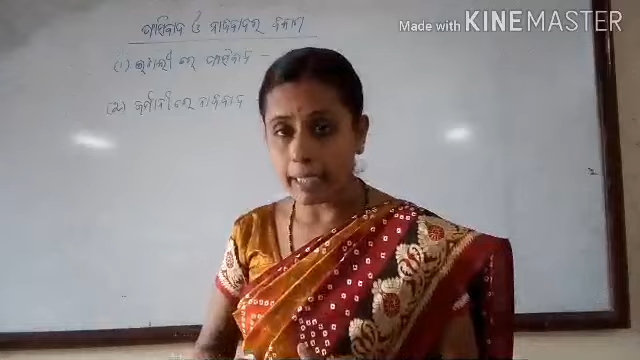 Made with KINEMASTER
ଫାସିବାଦ ଓ ନାଜିବାଦର ବିକାଶ
(୧) ଇଟାଲୀ ରେ ଫାସିବାଦ -
(୨) ଜର୍ମାନୀରେ ନାଜିବାଦ